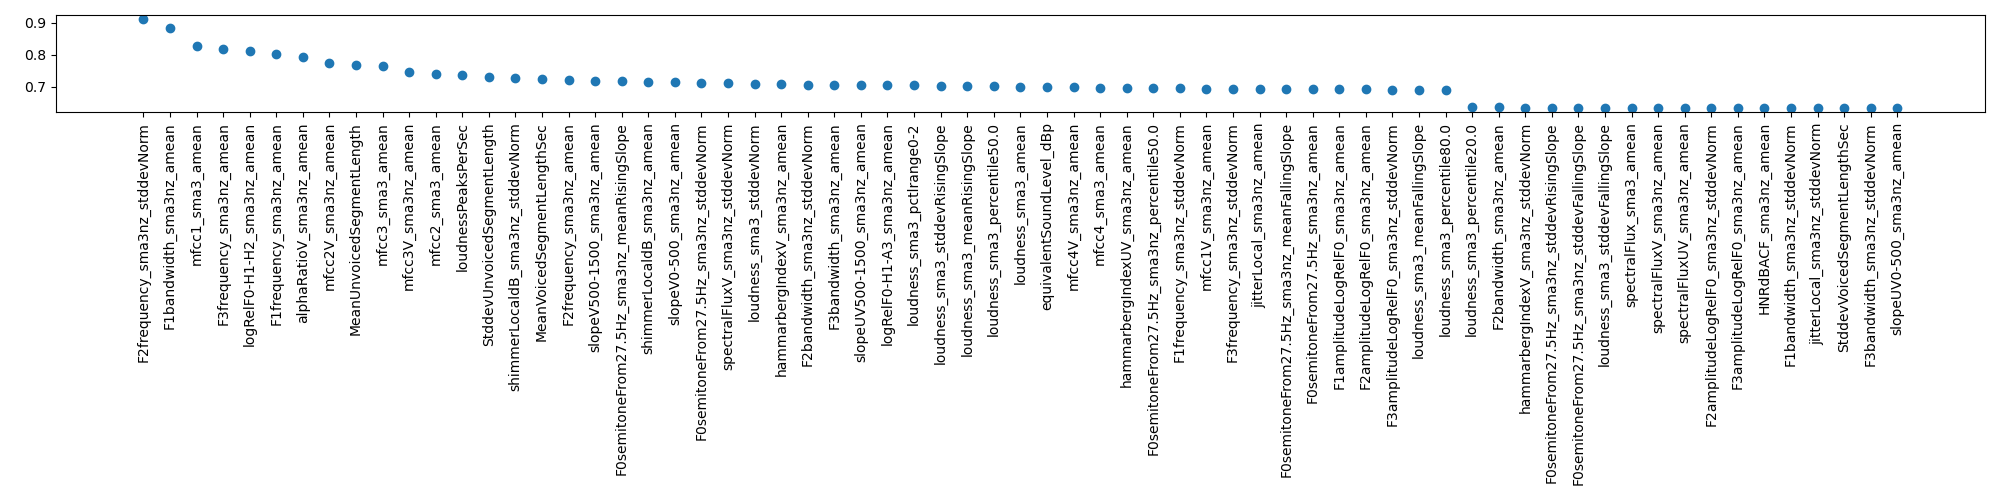 0.9
0.8
0.7
F2frequency_sma3nz_stddevNorm
F1bandwidth_sma3nz_amean
mfcc1_sma3_amean
F3frequency_sma3nz_amean
logRelF0-H1-H2_sma3nz_amean
F1frequency_sma3nz_amean
alphaRatioV_sma3nz_amean
mfcc2V_sma3nz_amean
MeanUnvoicedSegmentLength
mfcc3_sma3_amean
mfcc3V_sma3nz_amean
mfcc2_sma3_amean
loudnessPeaksPerSec
StddevUnvoicedSegmentLength
shimmerLocaldB_sma3nz_stddevNorm
MeanVoicedSegmentLengthSec
F2frequency_sma3nz_amean
slopeV500-1500_sma3nz_amean
F0semitoneFrom27.5Hz_sma3nz_meanRisingSlope
shimmerLocaldB_sma3nz_amean
slopeV0-500_sma3nz_amean
F0semitoneFrom27.5Hz_sma3nz_stddevNorm
spectralFluxV_sma3nz_stddevNorm
loudness_sma3_stddevNorm
hammarbergIndexV_sma3nz_amean
F2bandwidth_sma3nz_stddevNorm
F3bandwidth_sma3nz_amean
slopeUV500-1500_sma3nz_amean
logRelF0-H1-A3_sma3nz_amean
loudness_sma3_pctlrange0-2
loudness_sma3_stddevRisingSlope
loudness_sma3_meanRisingSlope
loudness_sma3_percentile50.0
loudness_sma3_amean
equivalentSoundLevel_dBp
mfcc4V_sma3nz_amean
mfcc4_sma3_amean
hammarbergIndexUV_sma3nz_amean
F0semitoneFrom27.5Hz_sma3nz_percentile50.0
F1frequency_sma3nz_stddevNorm
mfcc1V_sma3nz_amean
F3frequency_sma3nz_stddevNorm
jitterLocal_sma3nz_amean
F0semitoneFrom27.5Hz_sma3nz_meanFallingSlope
F0semitoneFrom27.5Hz_sma3nz_amean
F1amplitudeLogRelF0_sma3nz_amean
F2amplitudeLogRelF0_sma3nz_amean
F3amplitudeLogRelF0_sma3nz_stddevNorm
loudness_sma3_meanFallingSlope
loudness_sma3_percentile80.0
loudness_sma3_percentile20.0
F2bandwidth_sma3nz_amean
hammarbergIndexV_sma3nz_stddevNorm
F0semitoneFrom27.5Hz_sma3nz_stddevRisingSlope
F0semitoneFrom27.5Hz_sma3nz_stddevFallingSlope
loudness_sma3_stddevFallingSlope
spectralFlux_sma3_amean
spectralFluxV_sma3nz_amean
spectralFluxUV_sma3nz_amean
F2amplitudeLogRelF0_sma3nz_stddevNorm
F3amplitudeLogRelF0_sma3nz_amean
HNRdBACF_sma3nz_amean
F1bandwidth_sma3nz_stddevNorm
jitterLocal_sma3nz_stddevNorm
StddevVoicedSegmentLengthSec
F3bandwidth_sma3nz_stddevNorm
slopeUV0-500_sma3nz_amean